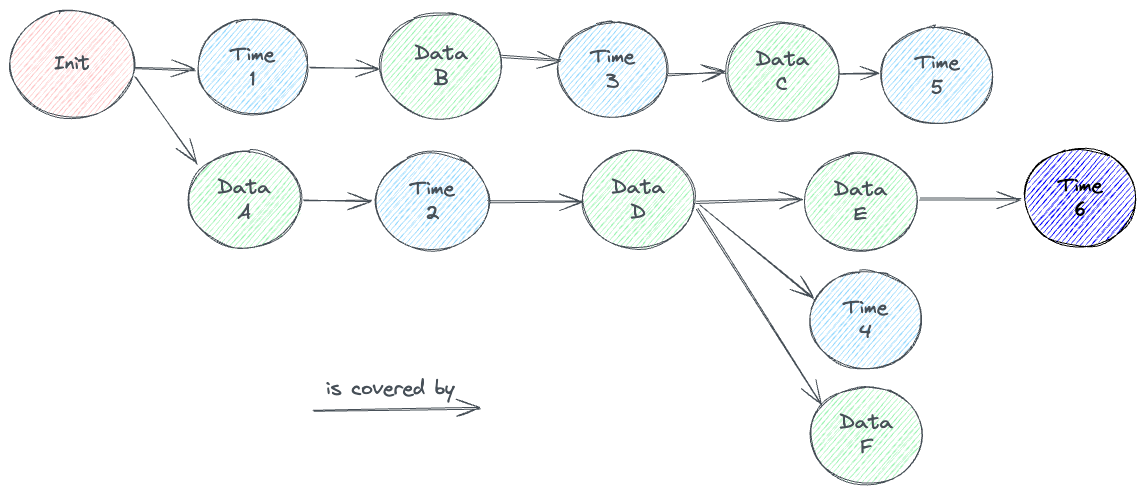 Init
Time
1
Data
B
Time
3
Data
C
Time
5
Data
A
Time
2
Data
D
Data
E
Time
6
Time
4
is covered by
Data
F